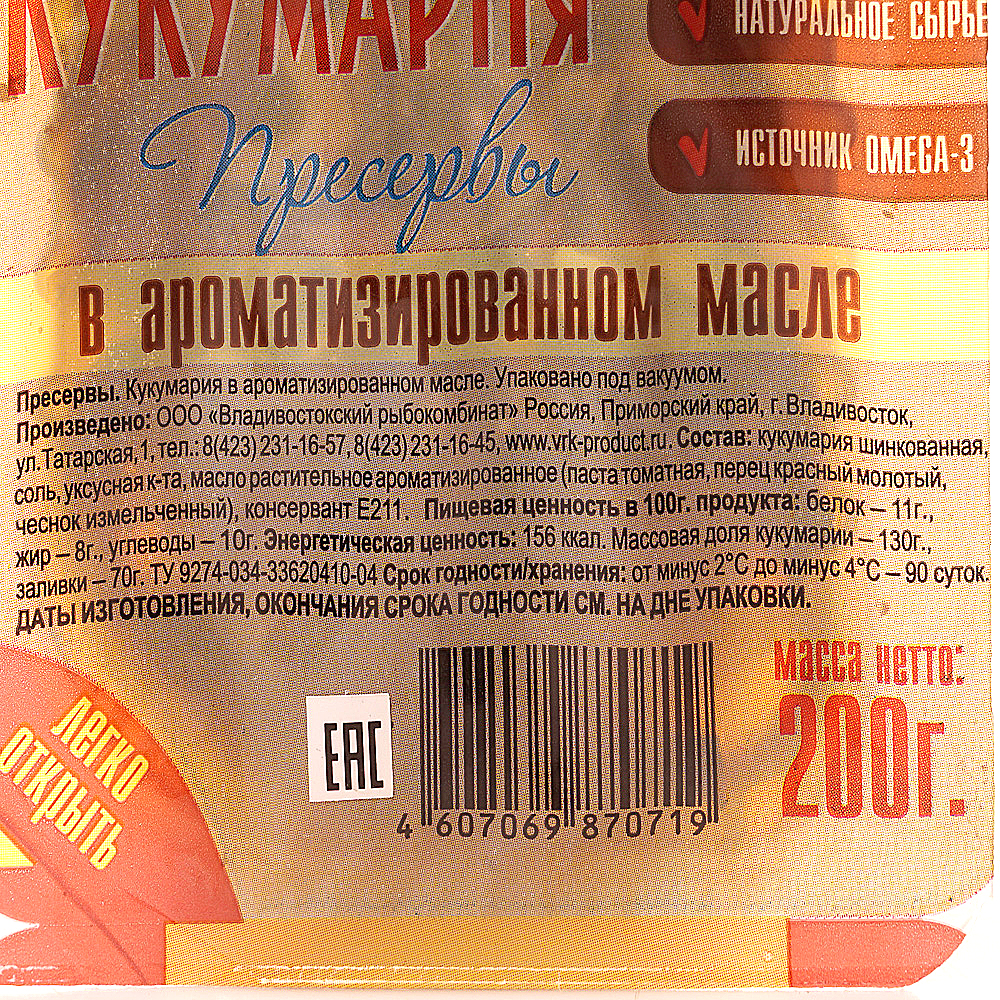 КУКУМАРИЯ
НАТУРАЛЬНОЕ СЫРЬЕ
Пресервы
ИСТОЧНИК OMEGA-3
в ароматизированном масле
Пресервы. Кукумария в ароматизированном масле. Упаковано под вакуумом.
Произведено: ООО «Владивостокский рыбокомбинат» Россия, Приморский край, г. Владивосток,
ул.Татарская,1, тел.: 8(423) 231-16-57, 8(423) 231-16-45, www.vrk-product.ru. Состав: кукумария шинкованная,
соль, уксусная к-та, масло растительное ароматизированное (паста томатная, перец красный молотый,
чеснок измельченный), консервант Е211. Пищевая ценность в 100г. продукта: белок – 11г.,
жир – 8г., углеводы – 10г. Энергетическая ценность: 156 ккал. Массовая доля кукумарии – 130г.,
заливки – 70г. ТУ 9274-034-33620410-04 Срок годности/хранения: от минус 2°С до минус 4°С – 90 суток.
ДАТЫ ИЗГОТОВЛЕНИЯ, ОКОНЧАНИЯ СРОКА ГОДНОСТИ СМ. НА ДНЕ УПАКОВКИ.
масса нетто:
200г.
ЛЕГКО
ОТКРЫТЬ
EAC
4 607069 870719